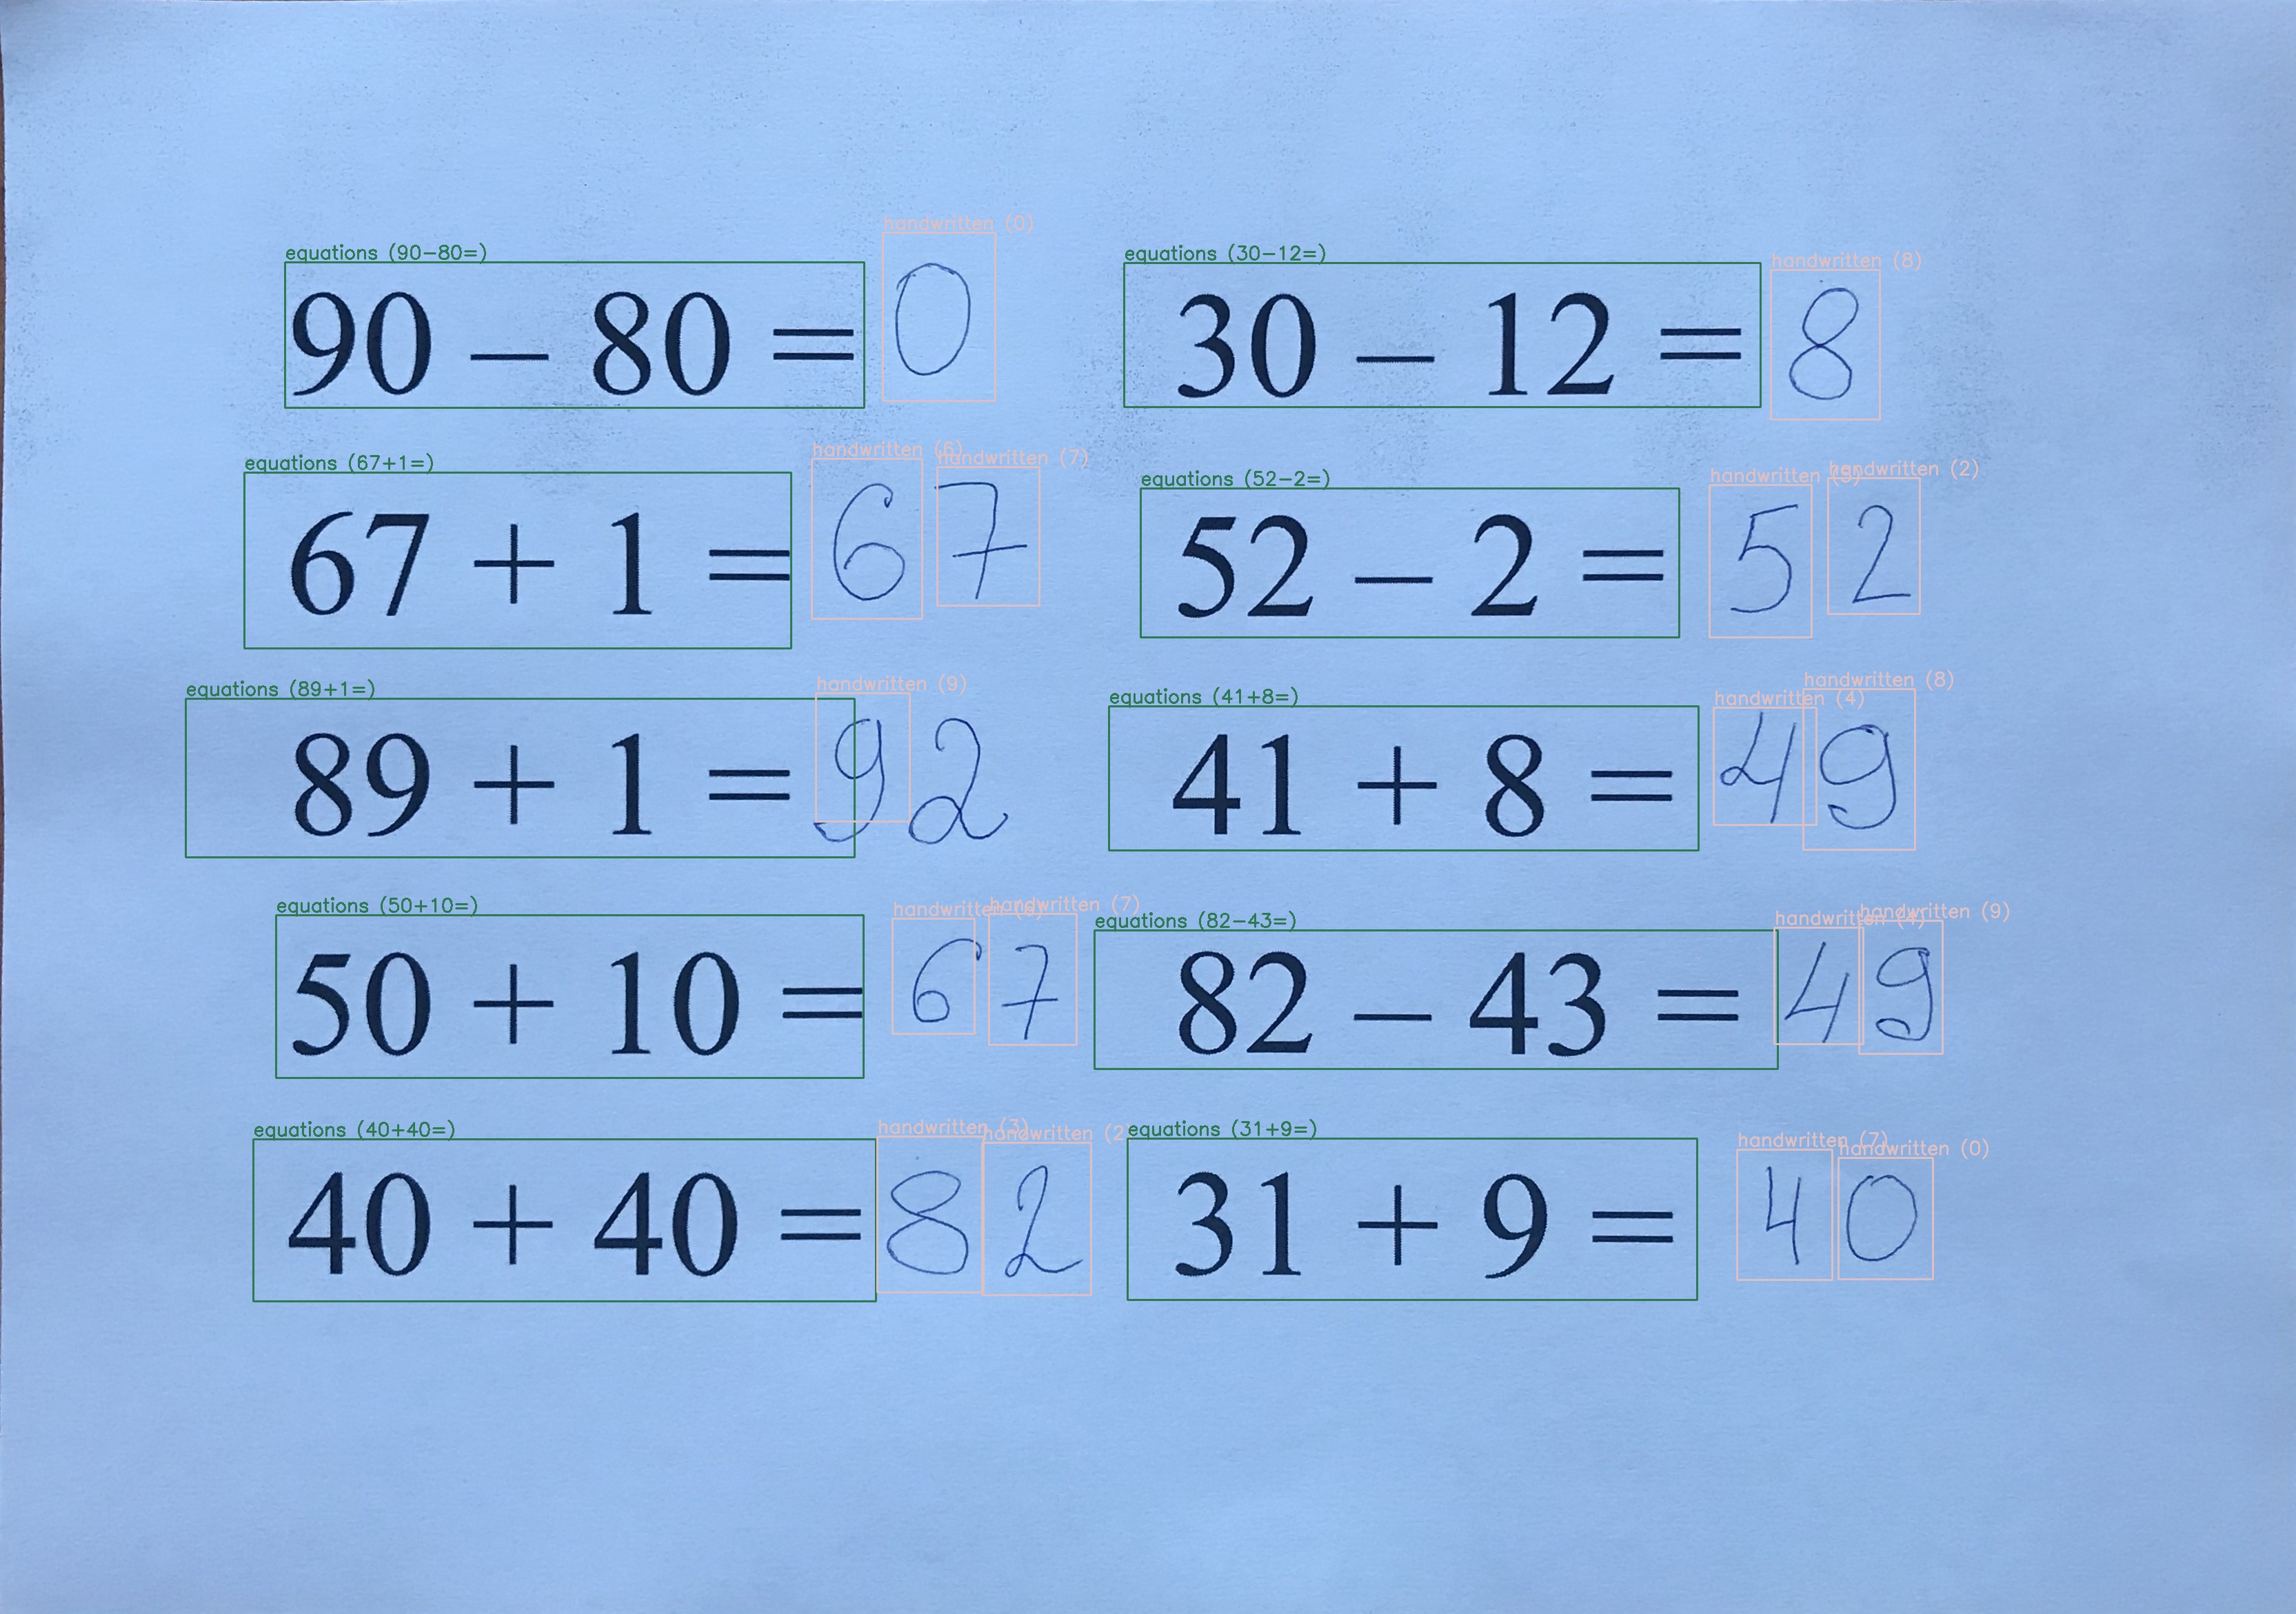 handwritten (0)
equations (90-80=) equations (30-12=) handwritten (8)
90 – 80 = 0 30 – 12 = 8
handwritten (6) handwritten (7)
equations (67+1=) equations (52-2=) handwritten handwritten (2)
67 + 1 = 67 52 – 2 = 52
equations (89+1=) handwritten (9) equations (41+8=) handwritten (4) handwritten (8)
89 + 1 = 92 41 + 8 = 49
equations (50+10=) handwritten handwritten (7) equations (82-43=) handwritten (4) handwritten (9)
50 + 10 = 67 82 – 43 = 49
equations (40+40=) handwritten (3) handwritten (2 equations (31+9=) handwritten (7) handwritten (0)
40 + 40 = 82 31 + 9 = 40